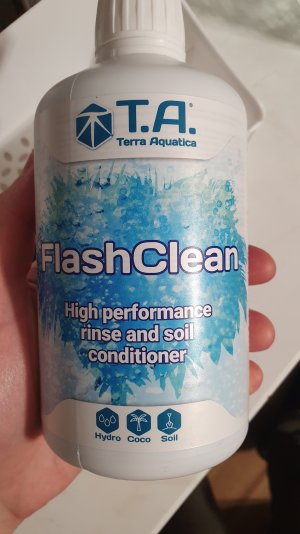 T.A.®
Terra Aquatica
FlashClean
High performance
rinse and soil
conditioner
Hydro Coco Soil